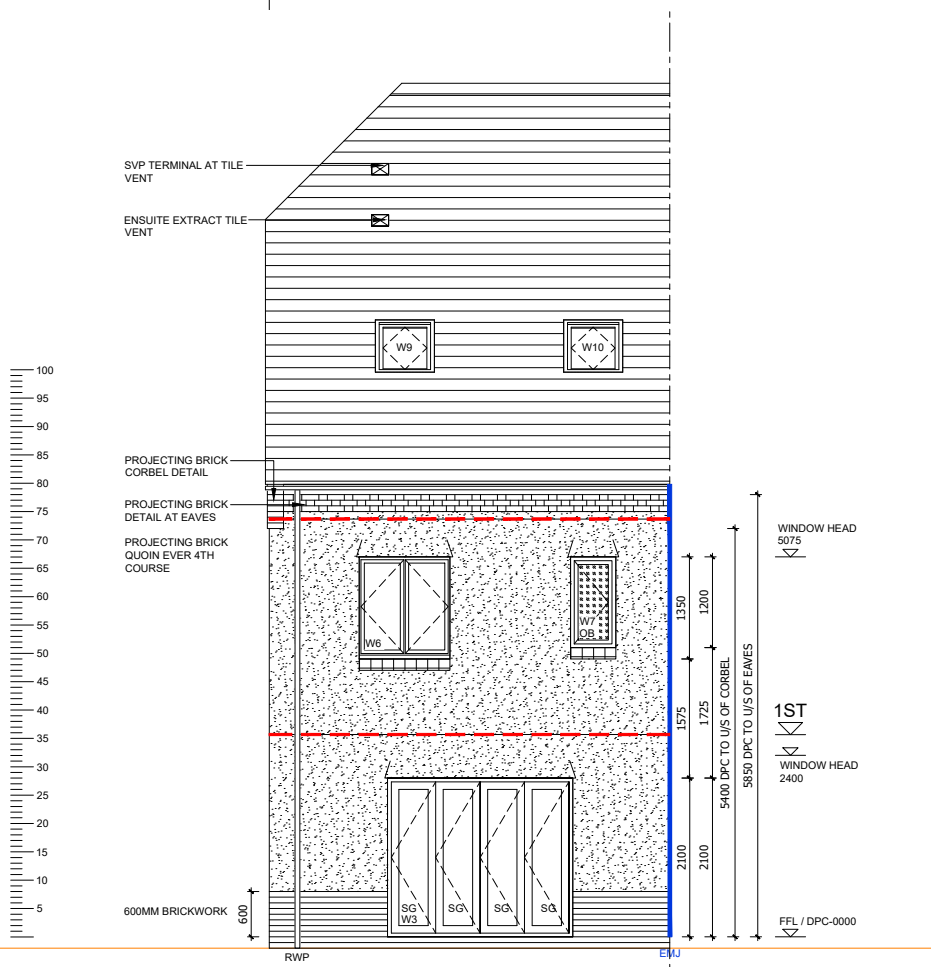 SVP TERMINAL AT TILE
VENT
ENSUITE EXTRACT TILE
VENT
W9
W10
100
95
90
85
80
75
70
65
60
55
50
45
40
35
30
25
20
15
10
5
PROJECTING BRICK
CORBEL DETAIL
PROJECTING BRICK
DETAIL AT EAVES
PROJECTING BRICK
QUOIN EVER 4TH
COURSE
W6
W7
OB
1350
1200
1575
1725
2100
2100
5400 DPC TO U/S OF CORBEL
5850 DPC TO U/S OF EAVES
WINDOW HEAD
5075
1ST
WINDOW HEAD
2400
600MM BRICKWORK
600
SG
W3
SG
SG
SG
FFL / DPC-0000
RWP
EMJ